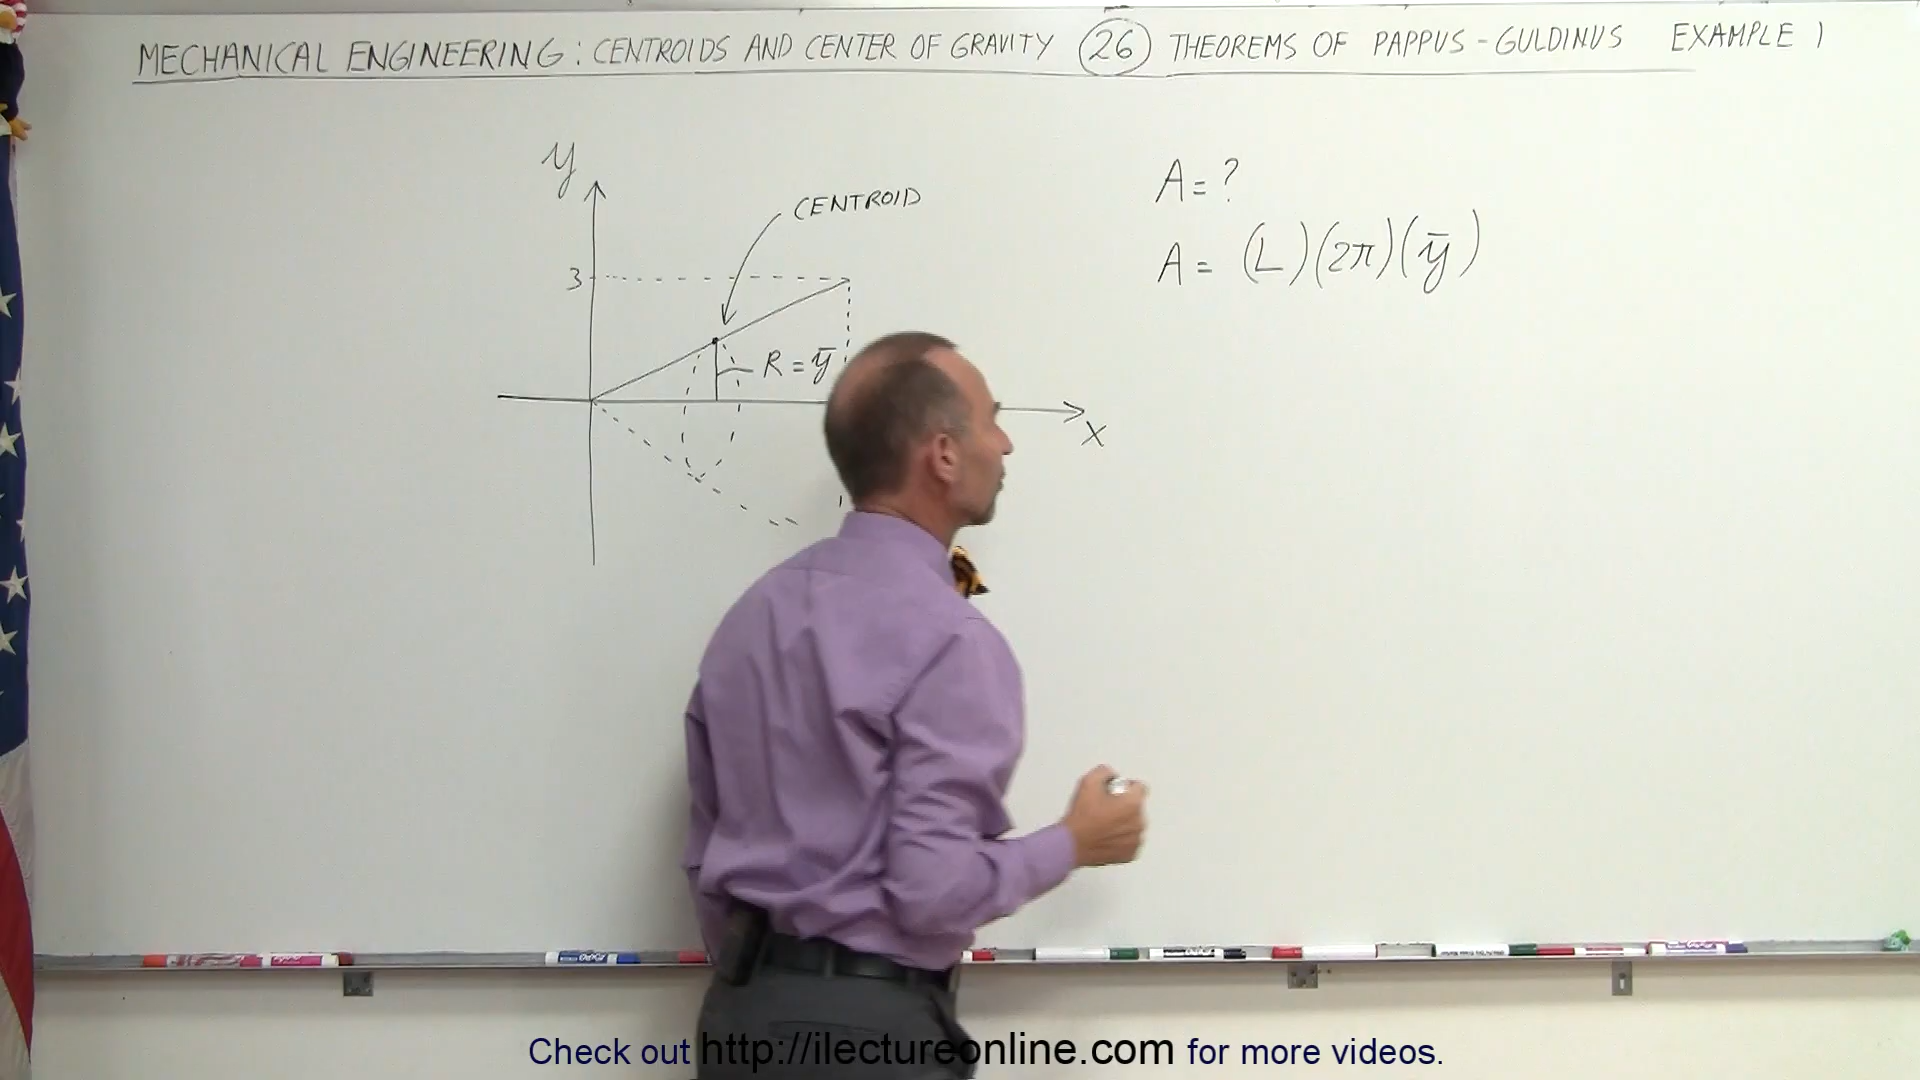 MECHANICAL ENGINEERING: CENTROIDS AND CENTER OF GRAVITY (26) THEOREMS OF PAPPUS-GULDINUS EXAMPLE 1
y
CENTROID
3
R = ȳ
x
A = ?
A = (L)(2π)(ȳ)
Check out http://ilectureonline.com for more videos.